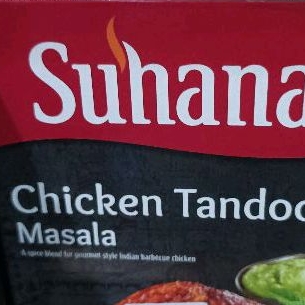 Suhana
Chicken Tandoo
Masala
A spice blend for gourmet style Indian barbecue chicken